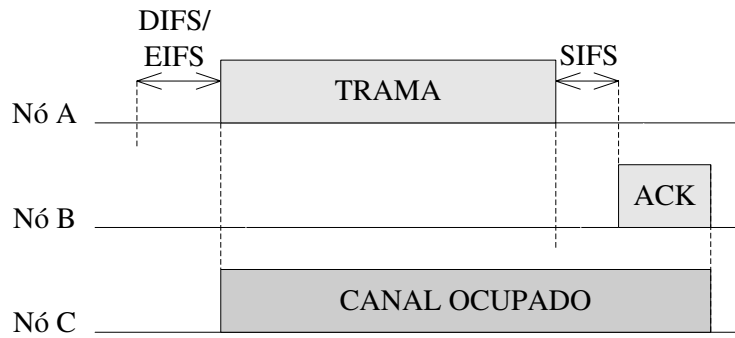 DIFS/
EIFS
SIFS
TRAMA
Nó A
ACK
Nó B
CANAL OCUPADO
Nó C